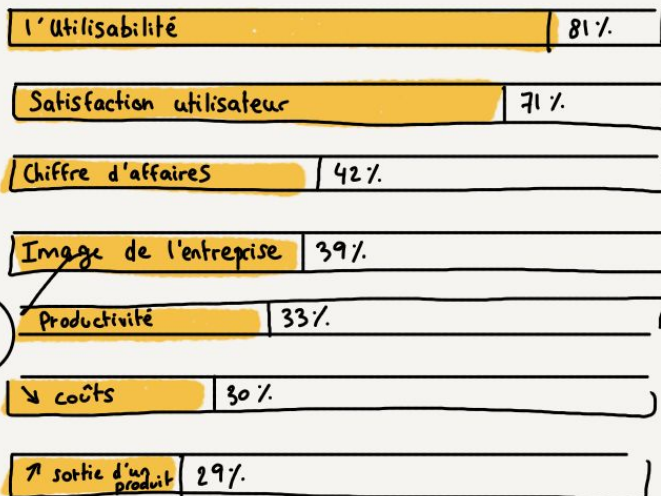 l'Utilisabilité 81%
Satisfaction utilisateur 71%
Chiffre d'affaires 42%
Image de l'entreprise 39%
Productivité 33%
↘ coûts 30%
↗ sortie d'un produit 29%